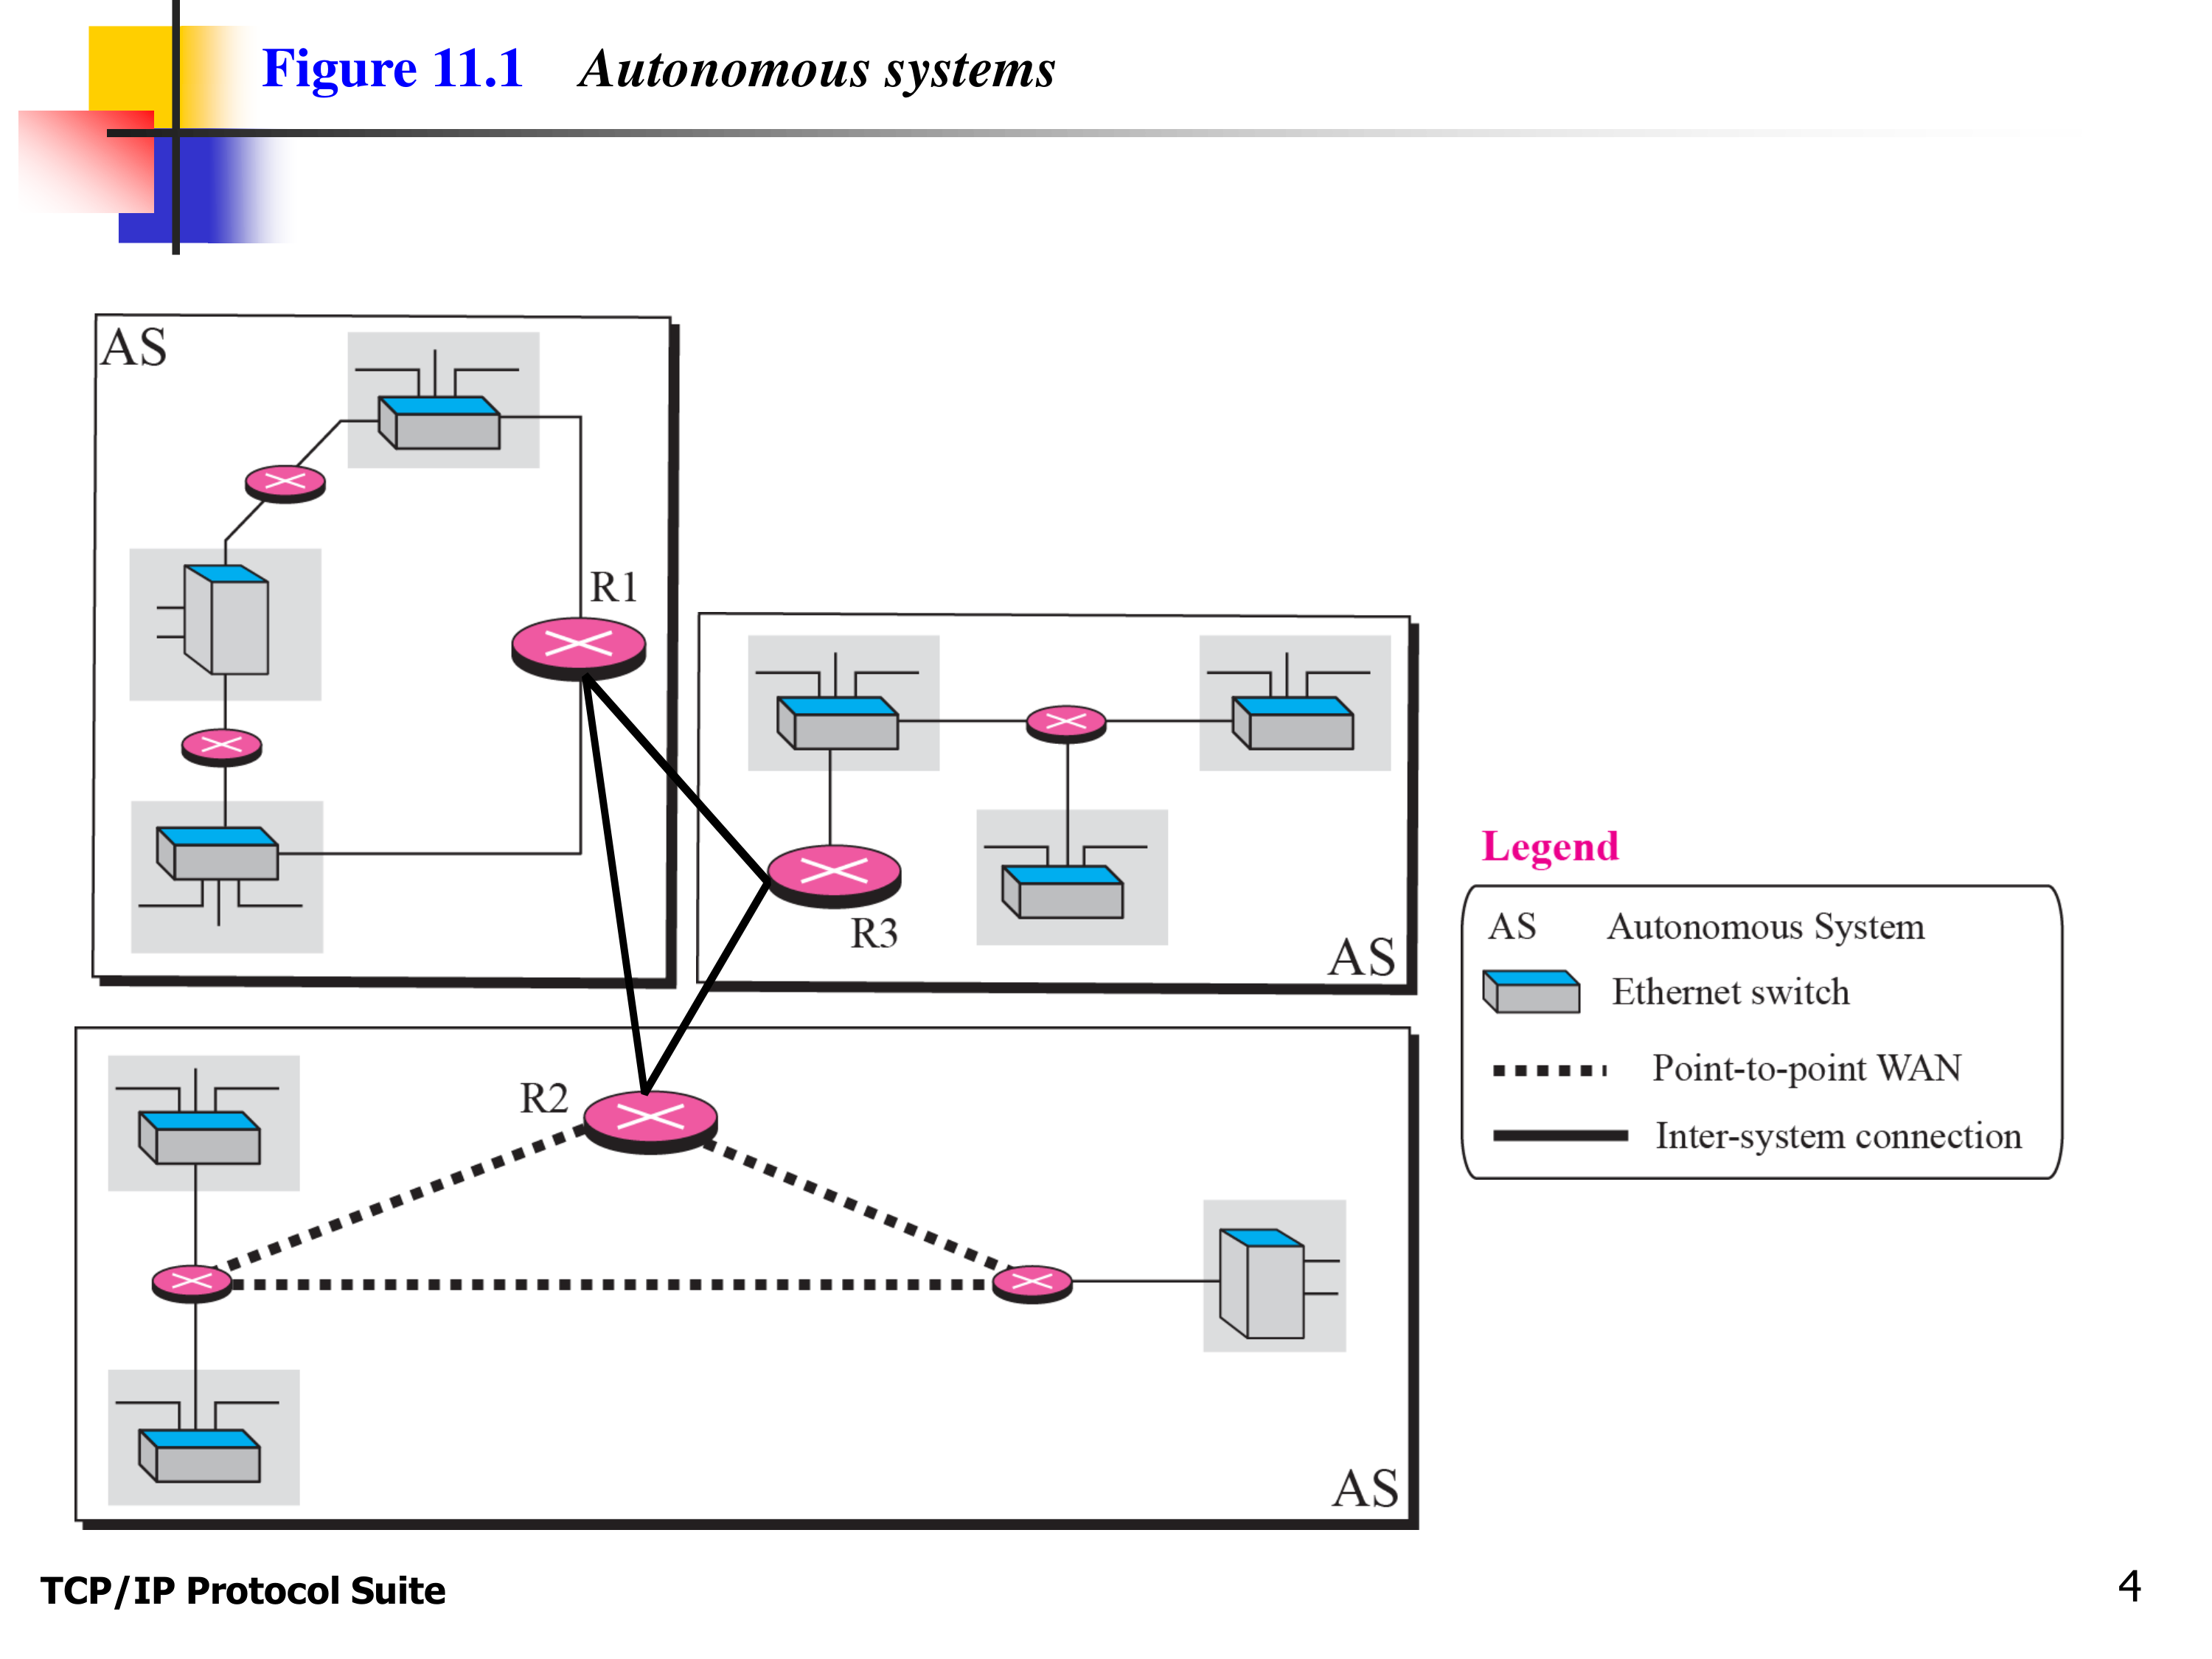 Figure 11.1 Autonomous systems
AS
R1
R3
AS
Legend
AS Autonomous System
Ethernet switch
Point-to-point WAN
Inter-system connection
R2
AS
TCP/IP Protocol Suite
4